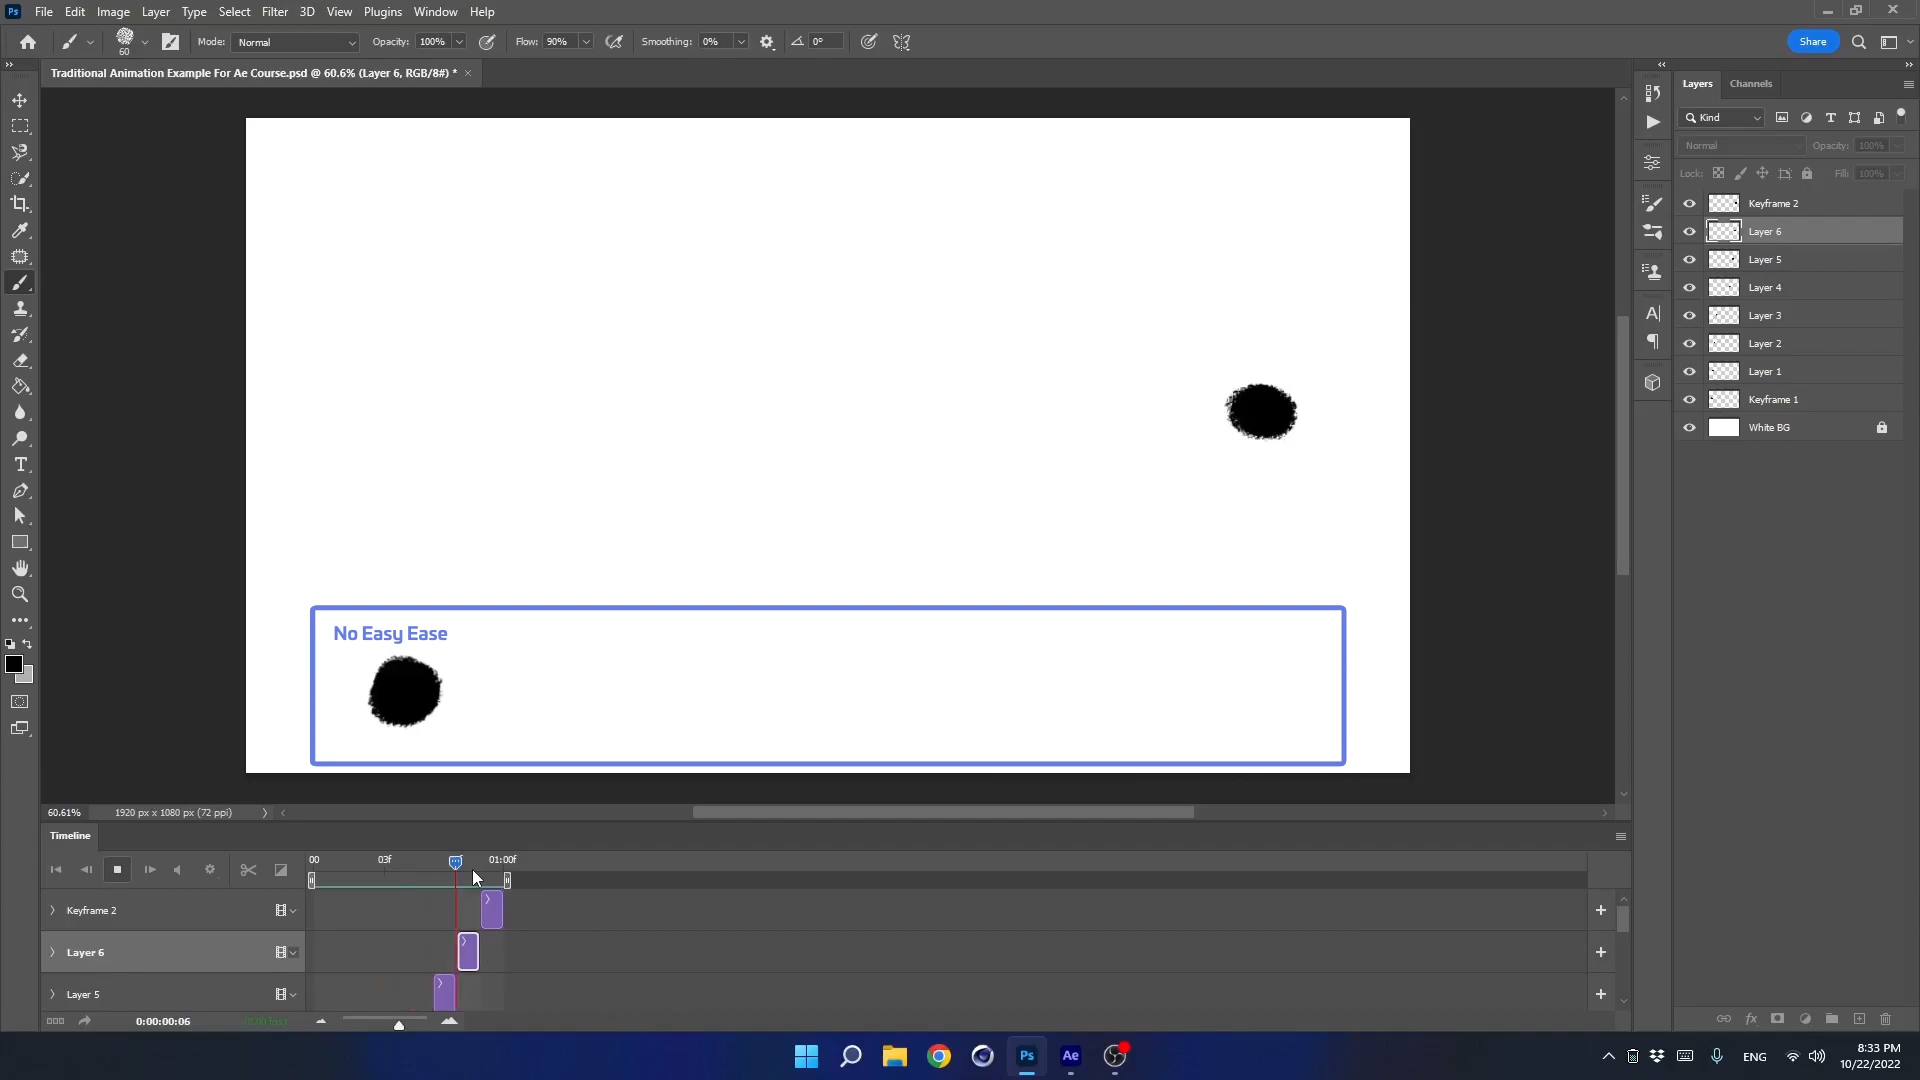 Ps File Edit Image Layer Type Select Filter 3D View Plugins Window Help
60 Mode: Normal Opacity: 100% Flow: 90% Smoothing: 0% 0° Share
Traditional Animation Example For Ae Course.psd @ 60.6% (Layer 6, RGB/8#) * ×
Layers Channels
Kind
Normal Opacity: 100%
Lock: Fill: 100%
Keyframe 2
Layer 6
Layer 5
Layer 4
Layer 3
Layer 2
Layer 1
Keyframe 1
White BG
No Easy Ease
60.61% 1920 px x 1080 px (72 ppi)
Timeline
00 03f 01:00f
Keyframe 2
Layer 6
Layer 5
0:00:00:06
Ps Ae ENG 8:33 PM
10/22/2022